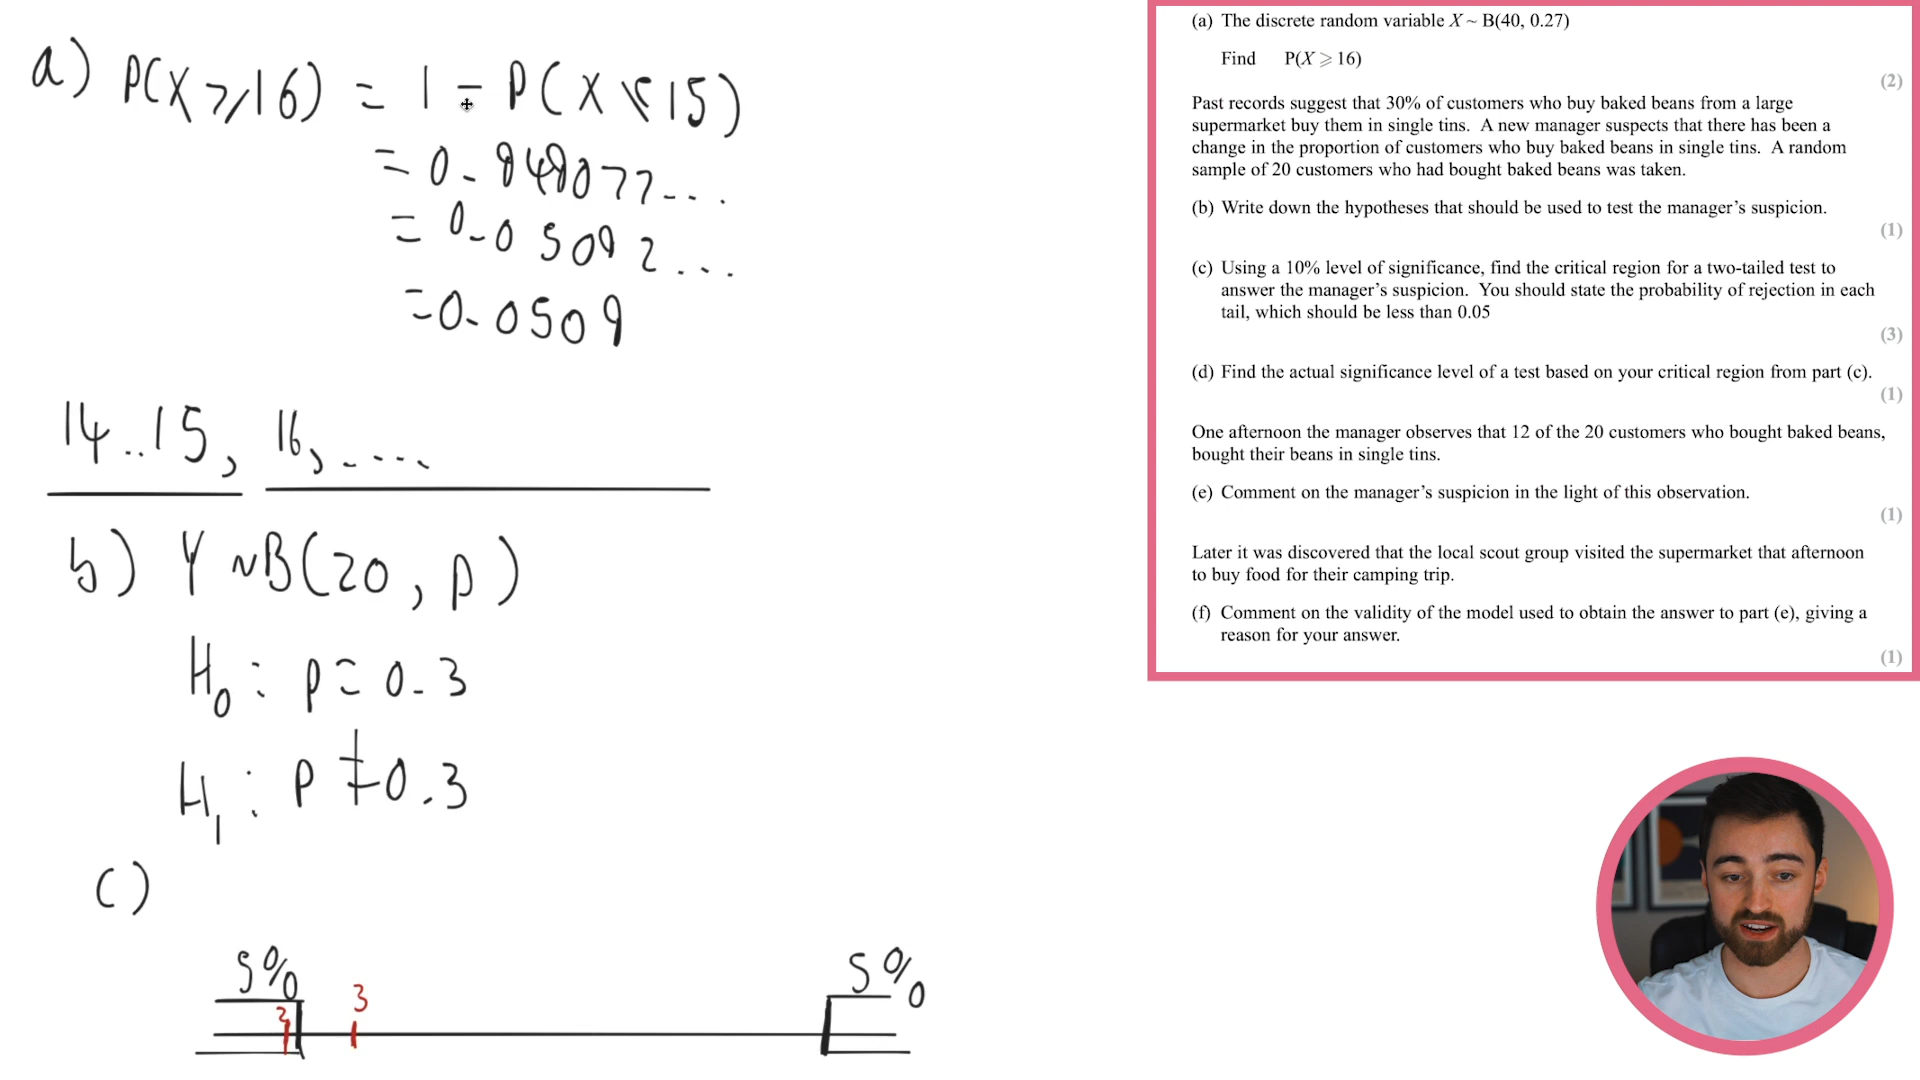 a) P(X ⩾ 16) = 1 - P(X ≤ 15)
= 0.949077...
= 0.05092...
= 0.0509
14..15, 16, ....
b) Y ~ B(20, p)
H₀ : p = 0.3
H₁ : p ≠ 0.3
c)
5% 5%
2 3
(a) The discrete random variable X ~ B(40, 0.27)
Find P(X ⩾ 16)
(2)
Past records suggest that 30% of customers who buy baked beans from a large
supermarket buy them in single tins. A new manager suspects that there has been a
change in the proportion of customers who buy baked beans in single tins. A random
sample of 20 customers who had bought baked beans was taken.
(b) Write down the hypotheses that should be used to test the manager's suspicion.
(1)
(c) Using a 10% level of significance, find the critical region for a two-tailed test to
answer the manager's suspicion. You should state the probability of rejection in each
tail, which should be less than 0.05
(3)
(d) Find the actual significance level of a test based on your critical region from part (c).
(1)
One afternoon the manager observes that 12 of the 20 customers who bought baked beans,
bought their beans in single tins.
(e) Comment on the manager's suspicion in the light of this observation.
(1)
Later it was discovered that the local scout group visited the supermarket that afternoon
to buy food for their camping trip.
(f) Comment on the validity of the model used to obtain the answer to part (e), giving a
reason for your answer.
(1)